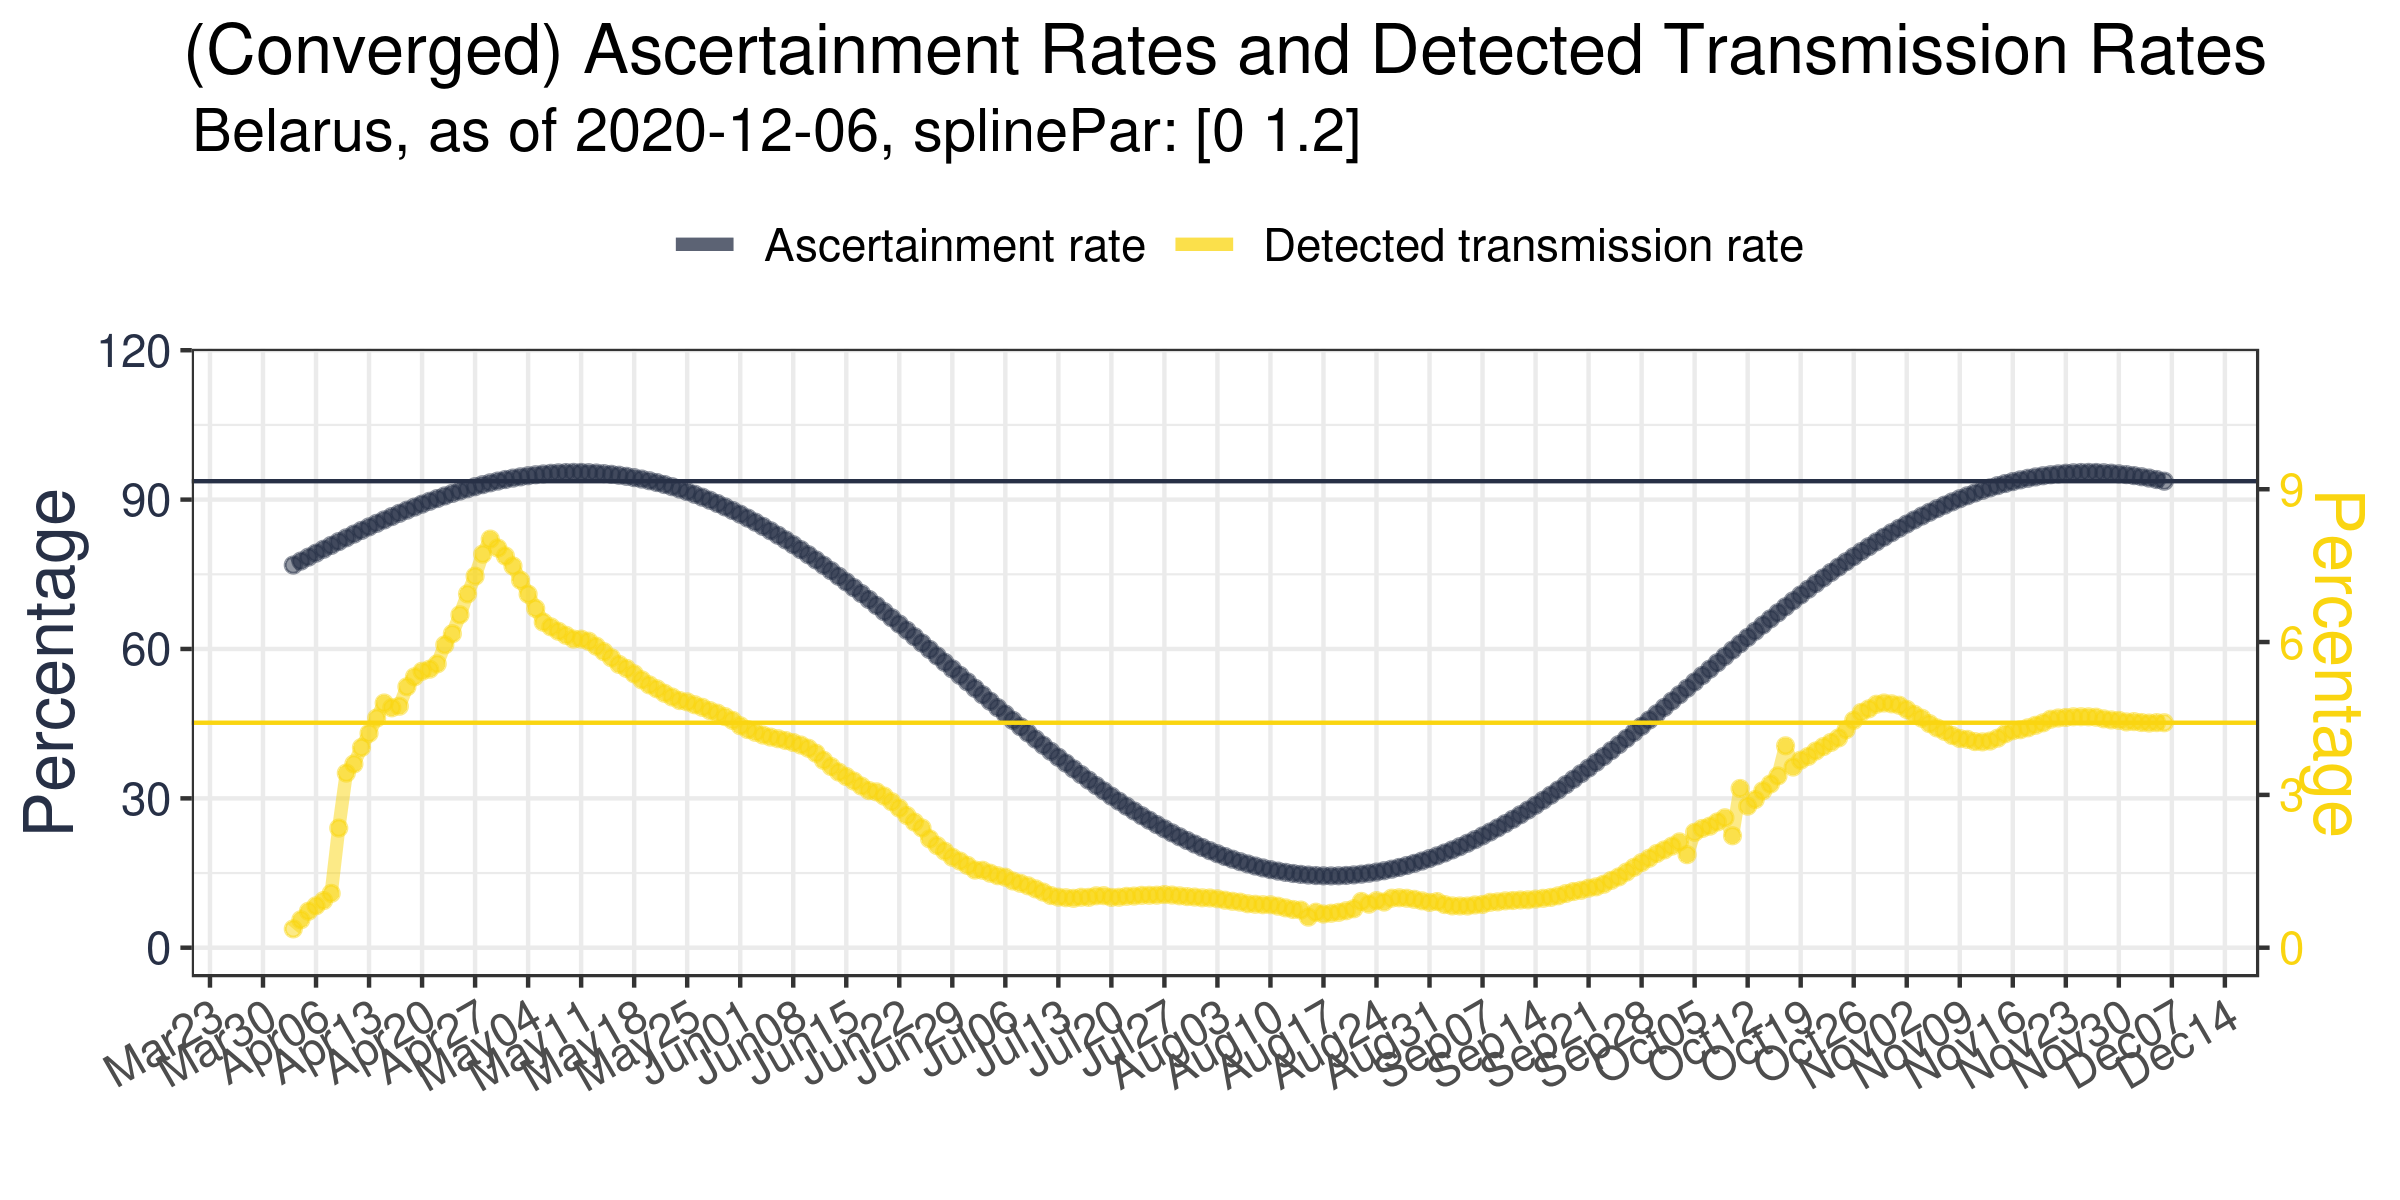 (Converged) Ascertainment Rates and Detected Transmission Rates
Belarus, as of 2020-12-06, splinePar: [0 1.2]
Ascertainment rate Detected transmission rate
Percentage
120
90
60
30
0
9
6
3
0
Percentage
Mar23 Mar30 Apr06 Apr13 Apr20 Apr27 May04 May11 May18 May25 Jun01 Jun08 Jun15 Jun22 Jun29 Jul06 Jul13 Jul20 Jul27 Aug03 Aug10 Aug17 Aug24 Aug31 Sep07 Sep14 Sep21 Sep28 Oct05 Oct12 Oct19 Oct26 Nov02 Nov09 Nov16 Nov23 Nov30 Dec07 Dec14